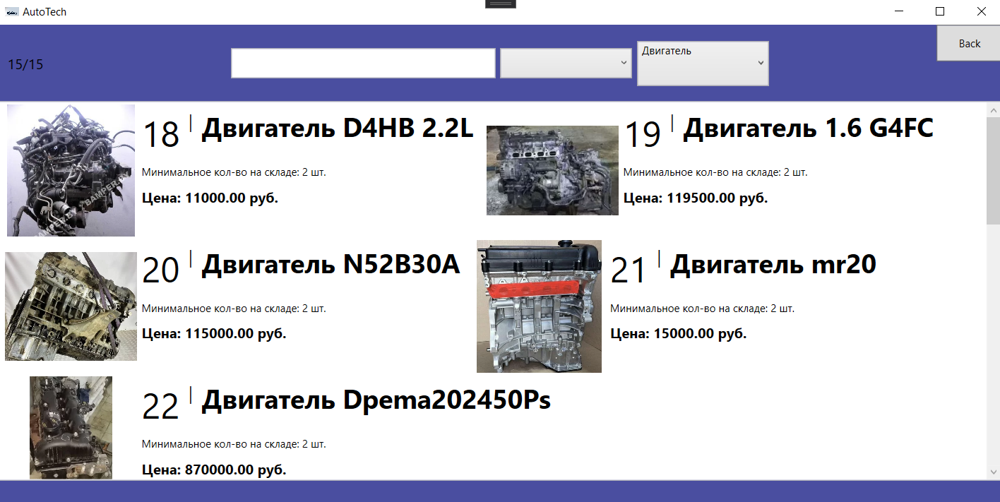 AutoTech
15/15
Двигатель
Back
18 | Двигатель D4HB 2.2L
Минимальное кол-во на складе: 2 шт.
Цена: 11000.00 руб.
19 | Двигатель 1.6 G4FC
Минимальное кол-во на складе: 2 шт.
Цена: 119500.00 руб.
20 | Двигатель N52B30A
Минимальное кол-во на складе: 2 шт.
Цена: 115000.00 руб.
21 | Двигатель mr20
Минимальное кол-во на складе: 2 шт.
Цена: 15000.00 руб.
22 | Двигатель Dpema202450Ps
Минимальное кол-во на складе: 2 шт.
Цена: 870000.00 руб.